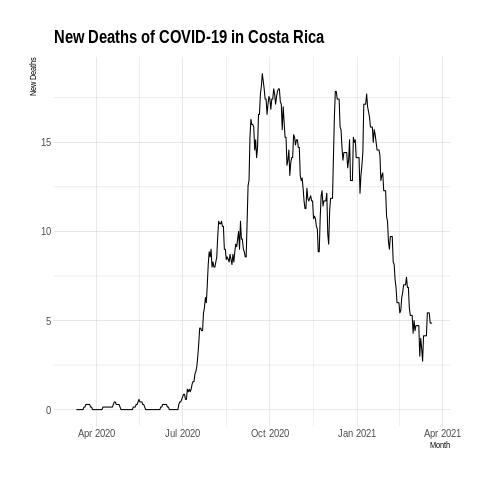 New Deaths of COVID-19 in Costa Rica
New Deaths
15
10
5
0
Apr 2020 Jul 2020 Oct 2020 Jan 2021 Apr 2021
Month